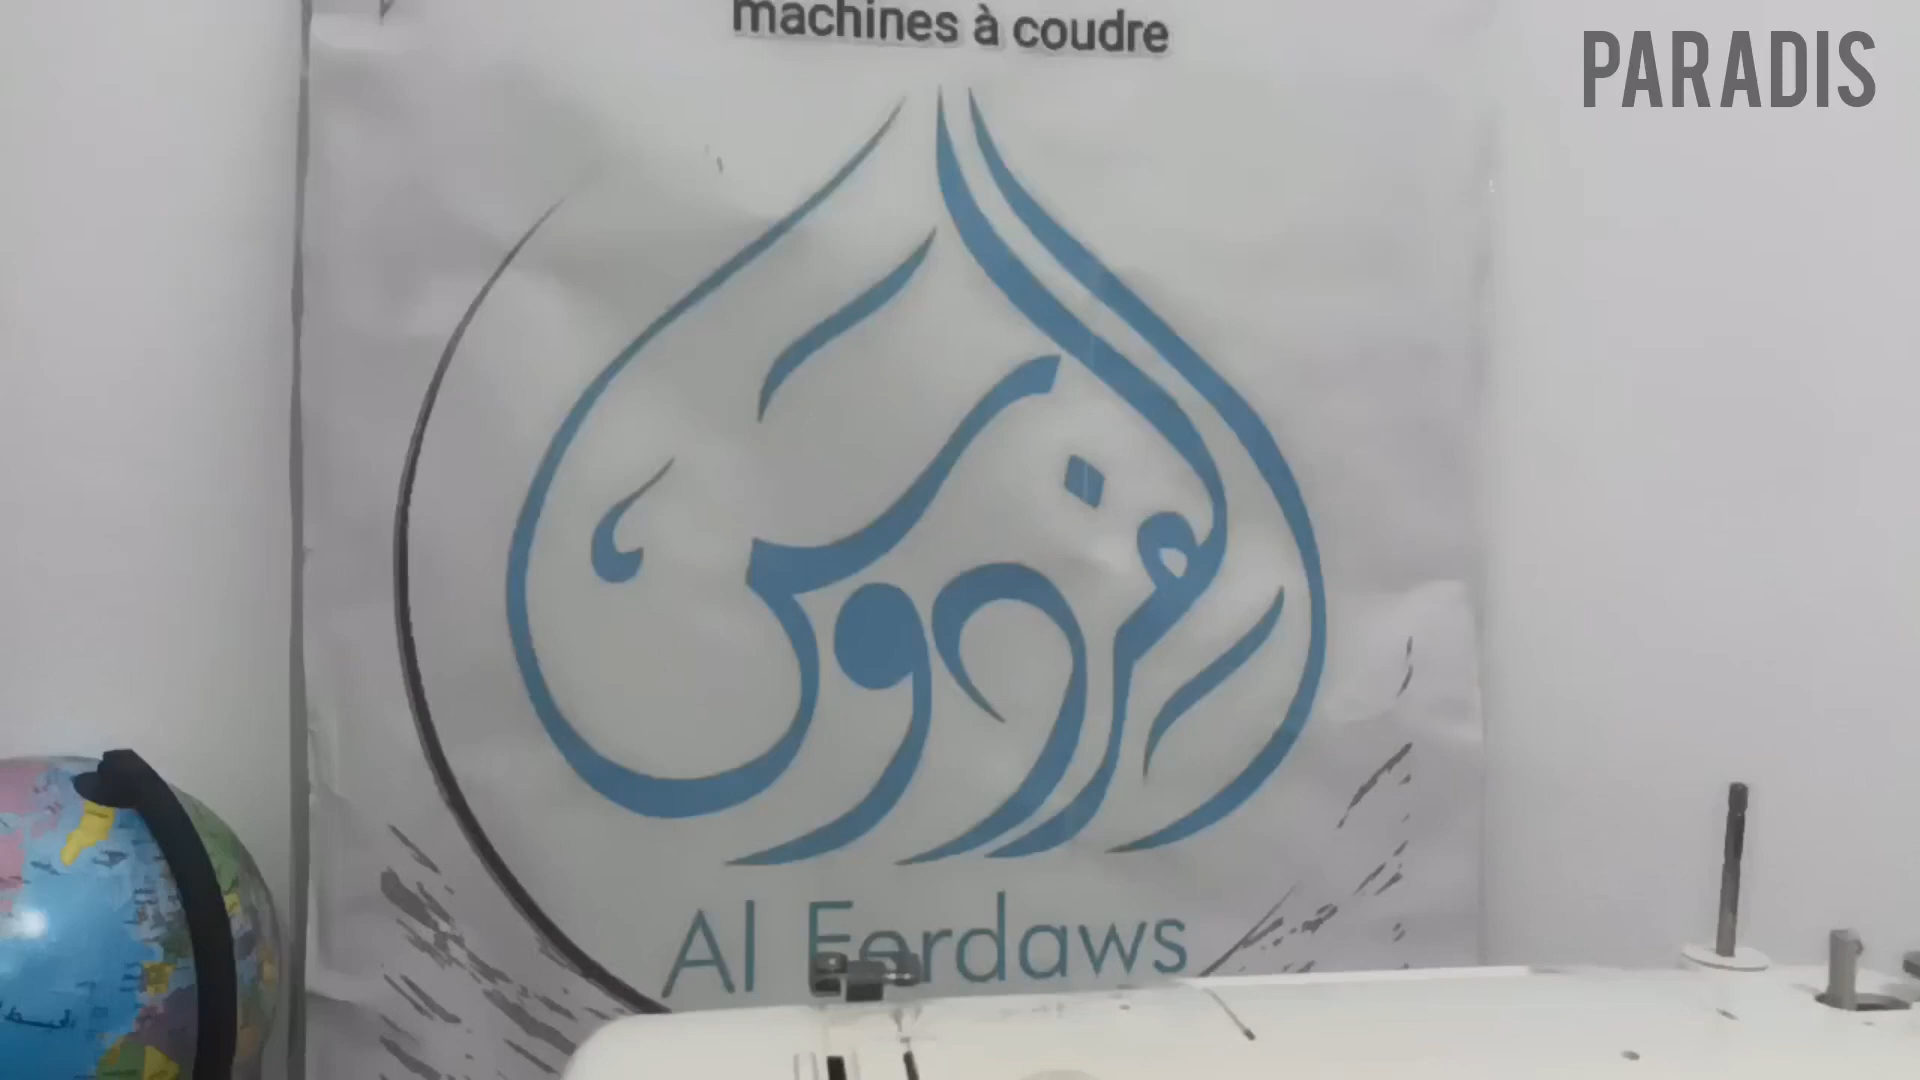 machines à coudre
PARADIS
الفردوس
Al Ferdaws